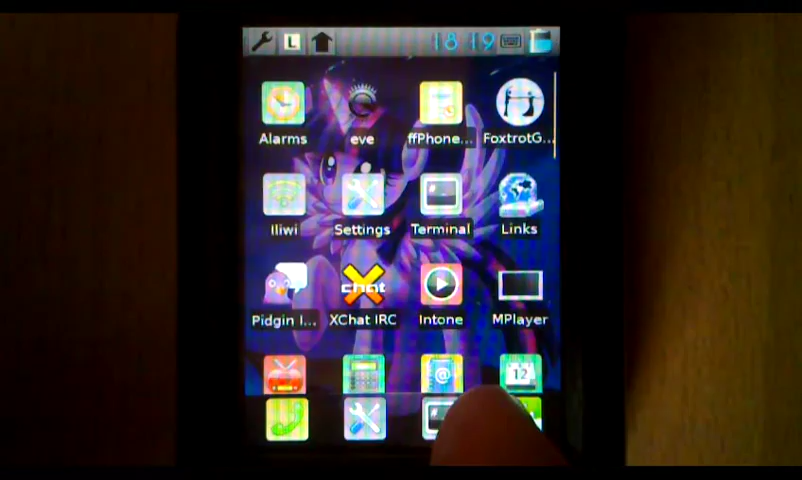 L 18 19
Alarms eve ffPhone... FoxtrotG...
Iliwi Settings Terminal Links
chat
Pidgin I... XChat IRC Intone MPlayer
@ 12